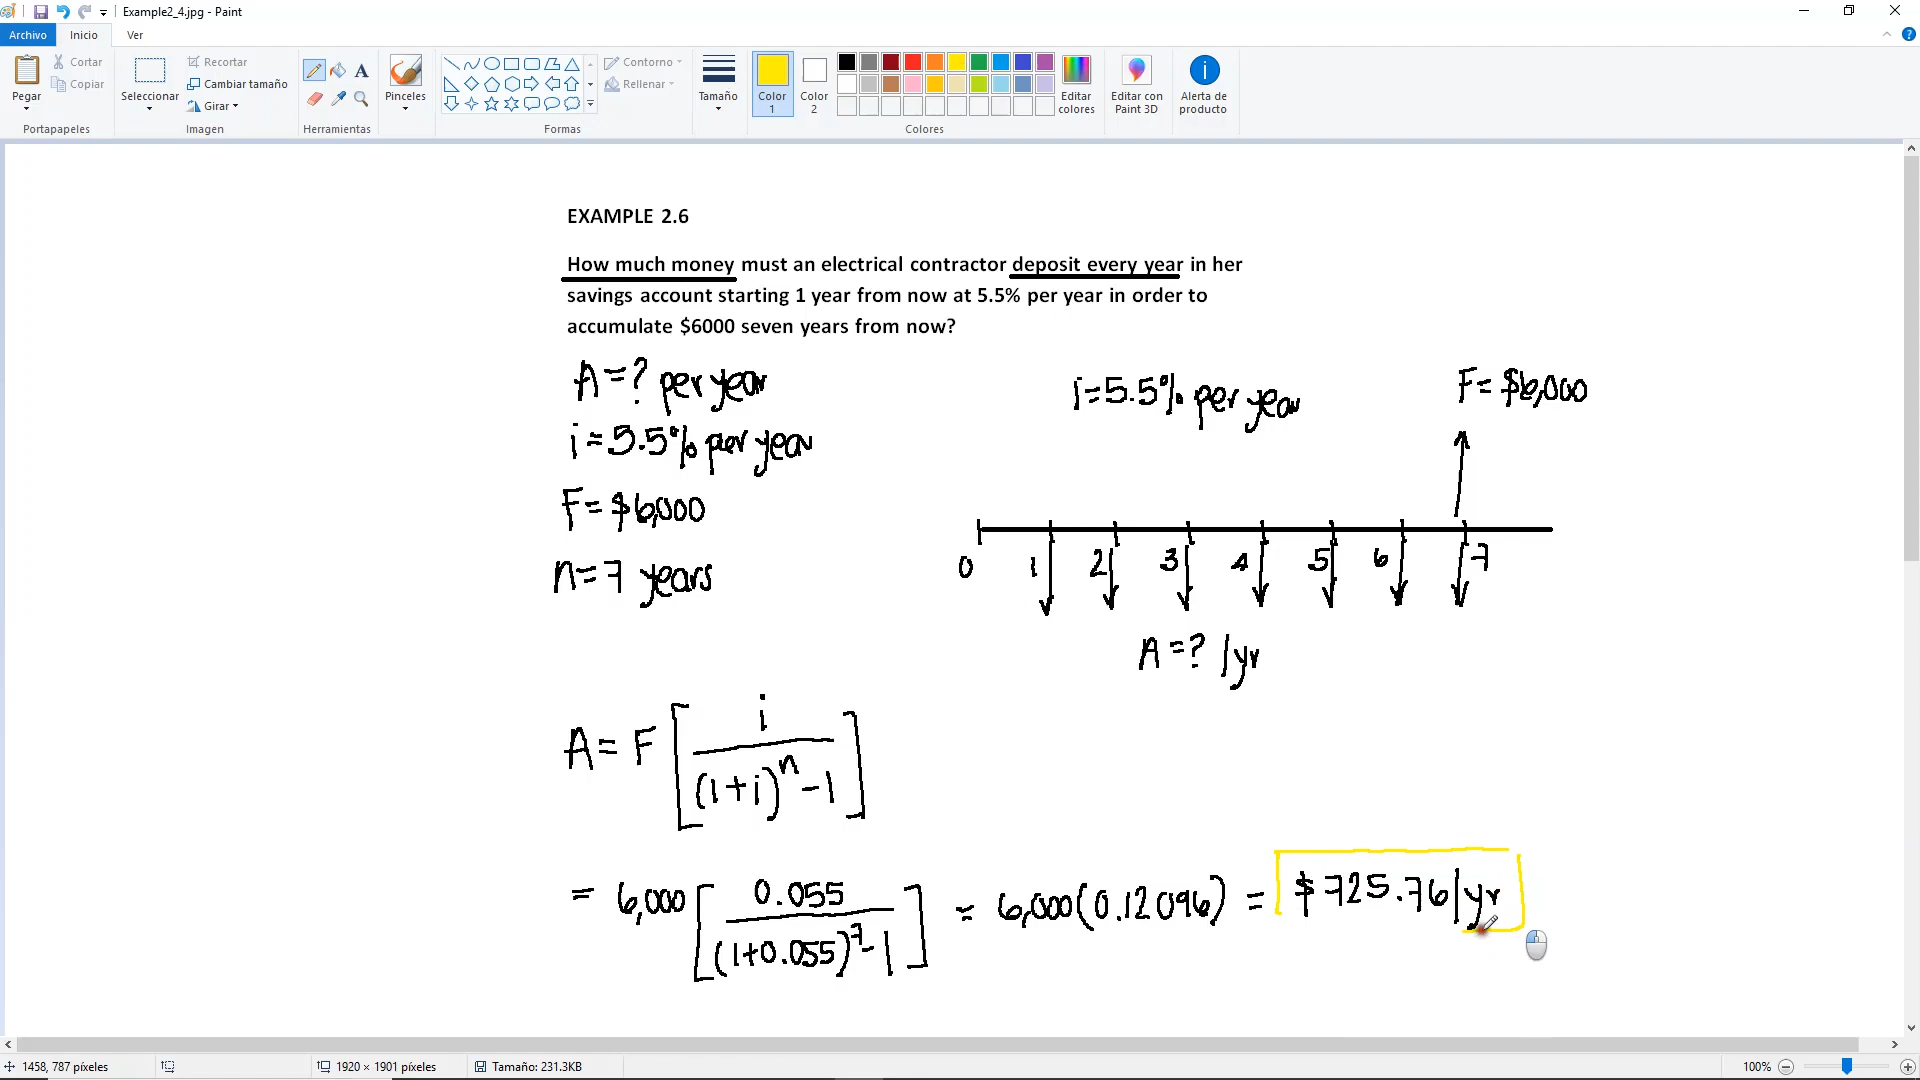 Example2_4.jpg - Paint
Archivo Inicio Ver
Pegar
Cortar
Copiar
Portapapeles
Seleccionar
Recortar
Cambiar tamaño
Girar
Imagen
A
Herramientas
Pinceles
Contorno
Rellenar
Formas
Tamaño
Color 1
Color 2
Editar colores
Colores
Editar con Paint 3D
Alerta de producto
EXAMPLE 2.6
How much money must an electrical contractor deposit every year in her
savings account starting 1 year from now at 5.5% per year in order to
accumulate $6000 seven years from now?
A = ? per year
i = 5.5% per year
F = $6,000
n = 7 years
i = 5.5% per year
F = $6,000
0 1 2 3 4 5 6 7
A = ? /yr
A = F [ i / (1+i)^n - 1 ]
= 6,000 [ 0.055 / (1+0.055)^7 - 1 ] = 6,000(0.12096) = $725.76/yr
1458, 787 píxeles
1920 × 1901 píxeles
Tamaño: 231.3KB
100%